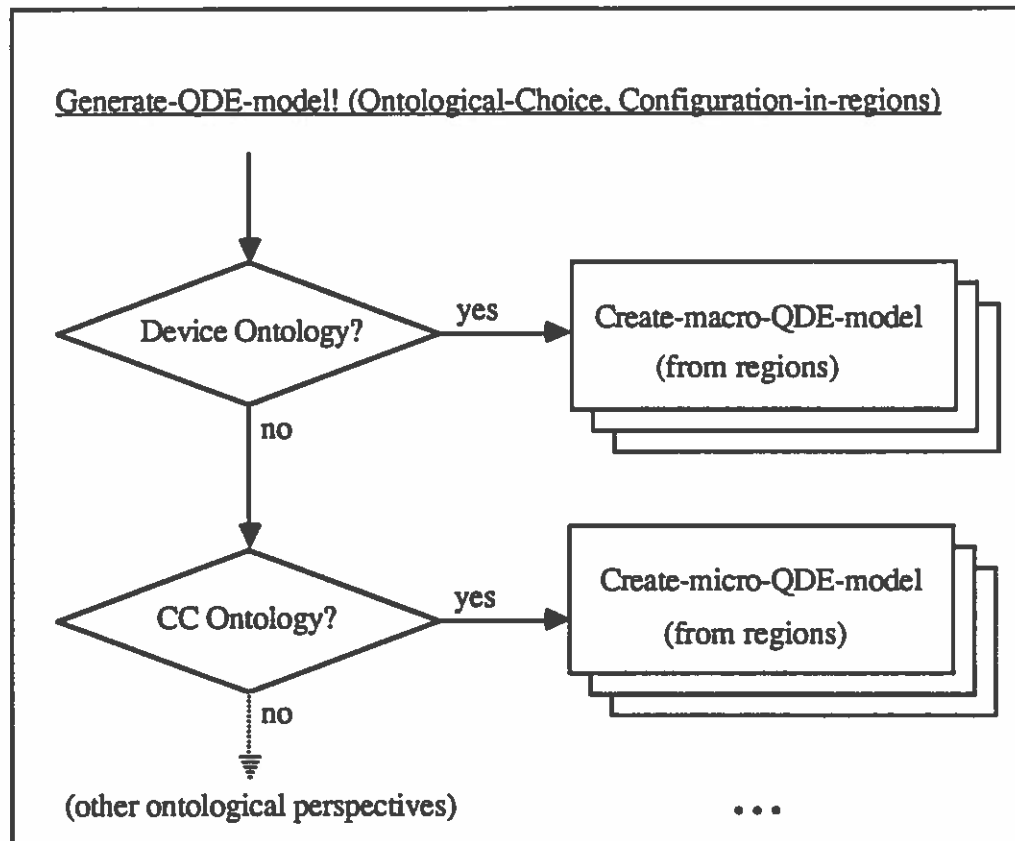 Generate-QDE-model! (Ontological-Choice, Configuration-in-regions)
Device Ontology?
yes
Create-macro-QDE-model
(from regions)
no
CC Ontology?
yes
Create-micro-QDE-model
(from regions)
no
(other ontological perspectives)
• • •